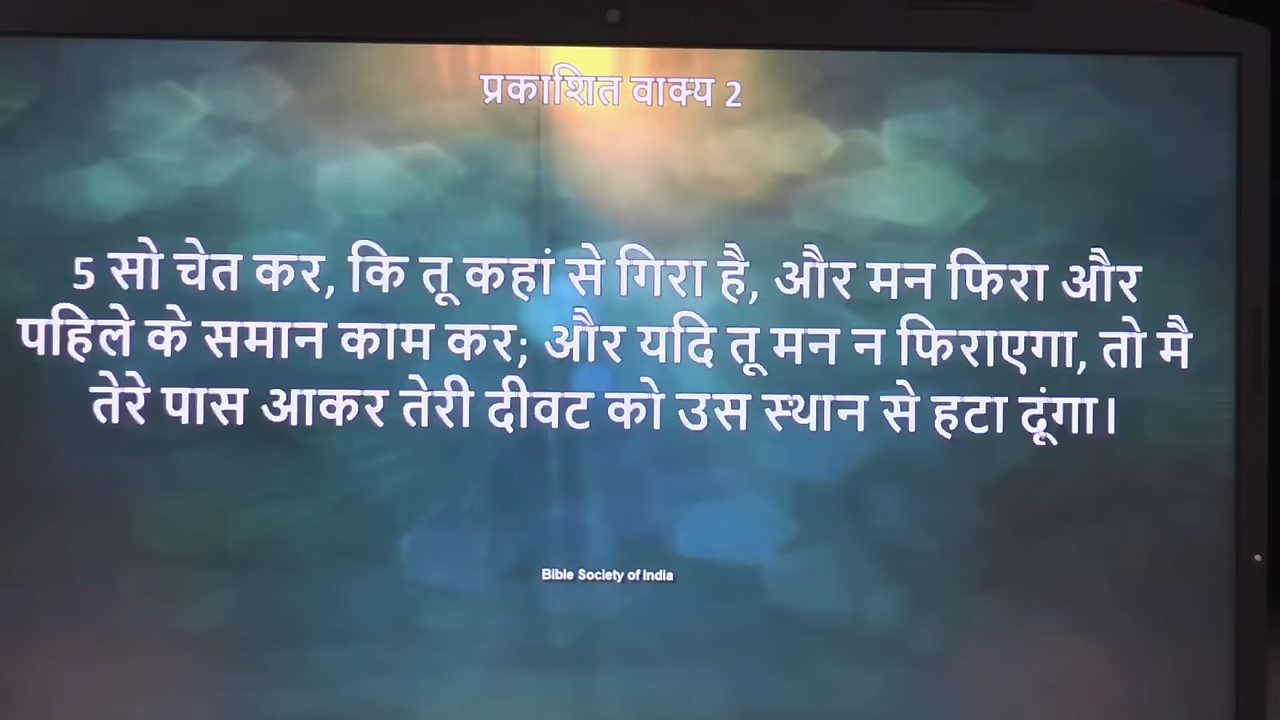 प्रकाशित वाक्य 2
5 सो चेत कर, कि तू कहां से गिरा है, और मन फिरा और
पहिले के समान काम कर; और यदि तू मन न फिराएगा, तो मै
तेरे पास आकर तेरी दीवट को उस स्थान से हटा दूंगा।
Bible Society of India